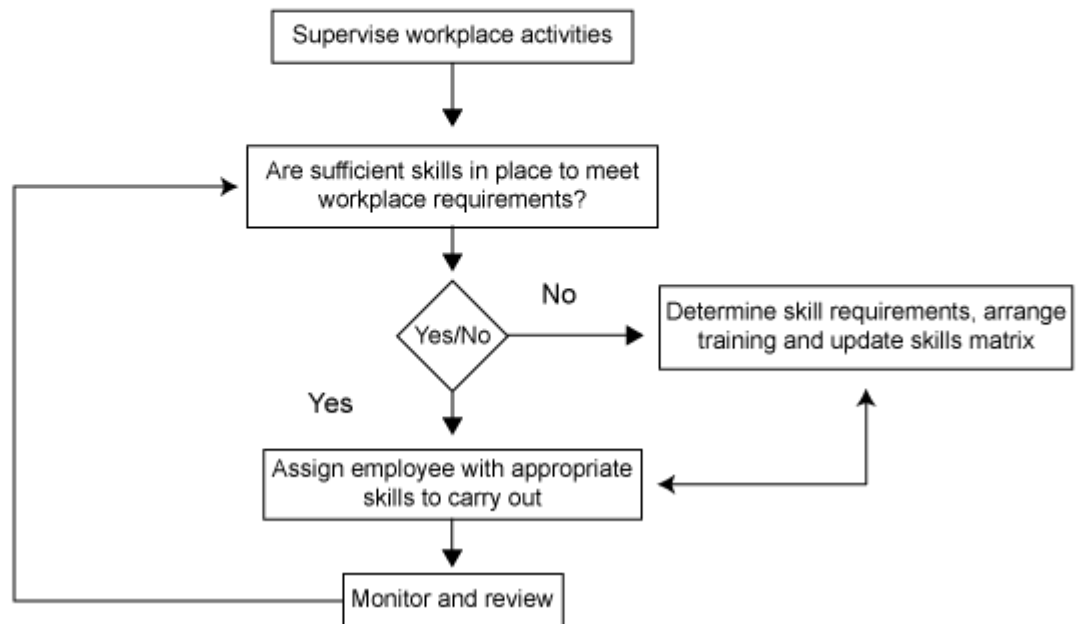 Supervise workplace activities
Are sufficient skills in place to meet
workplace requirements?
No
Yes/No
Determine skill requirements, arrange
training and update skills matrix
Yes
Assign employee with appropriate
skills to carry out
Monitor and review